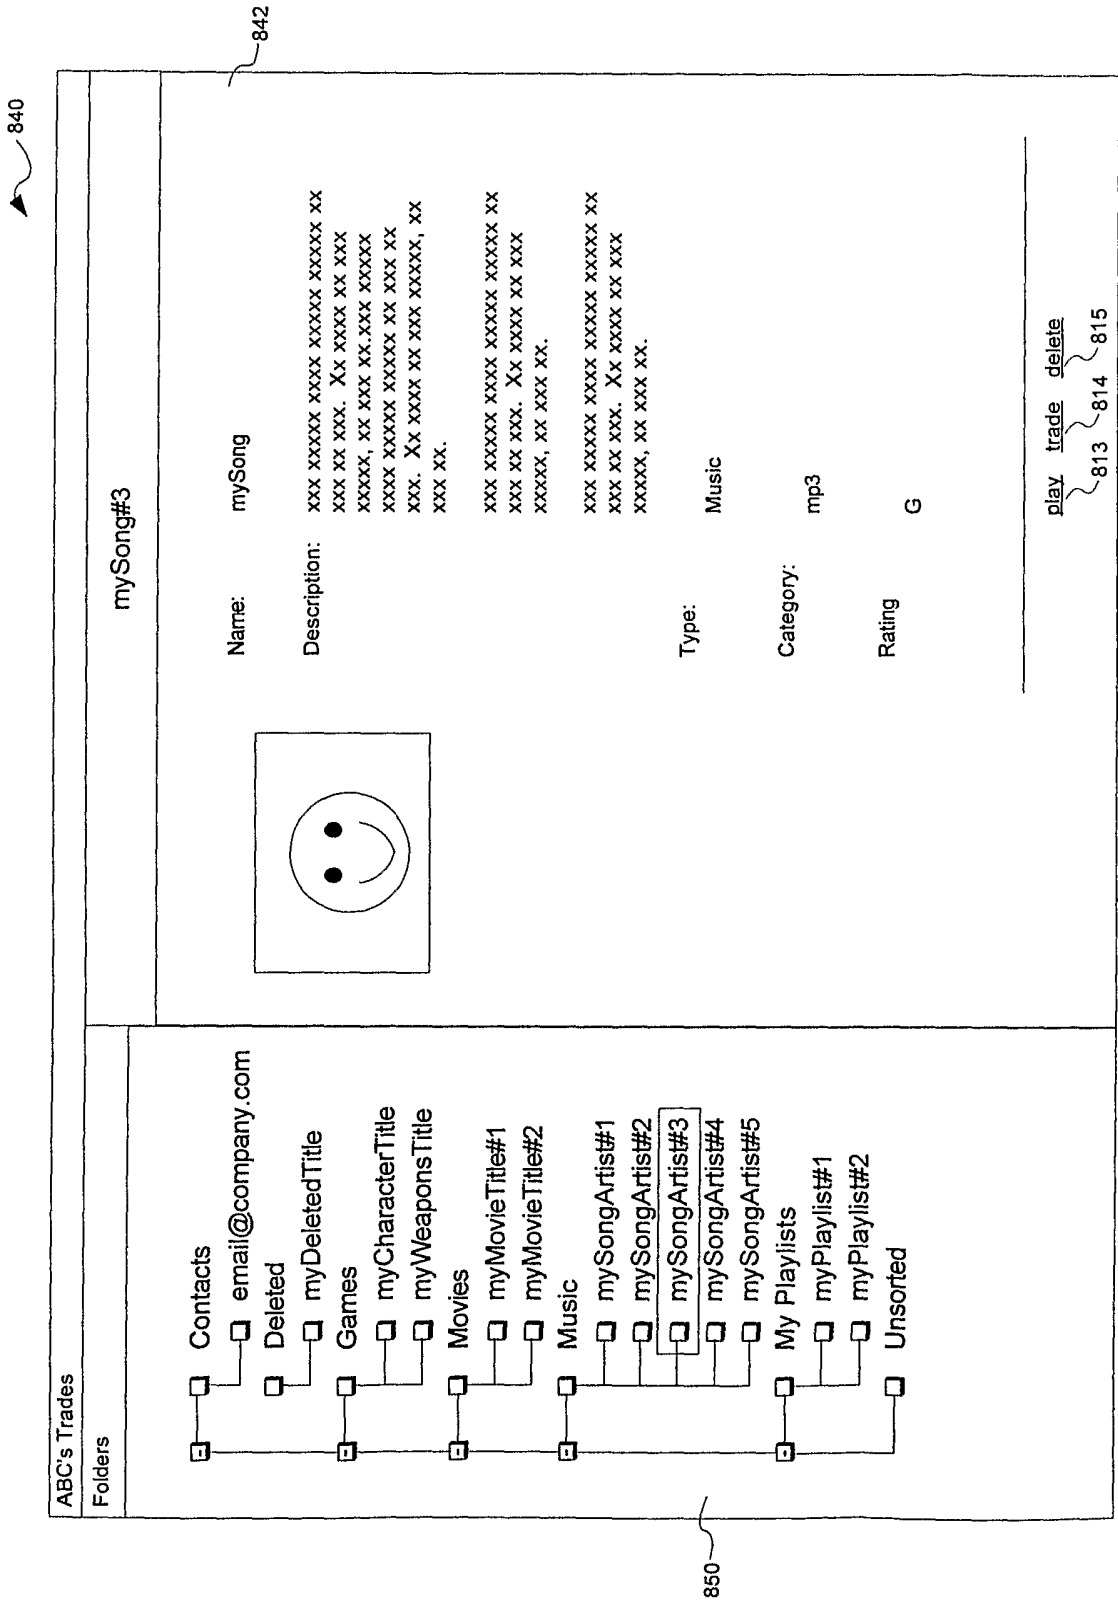 840
ABC's Trades
Folders
mySong#3
842
Contacts
email@company.com
Deleted
myDeletedTitle
Games
myCharacterTitle
myWeaponsTitle
Movies
myMovieTitle#1
myMovieTitle#2
Music
mySongArtist#1
mySongArtist#2
mySongArtist#3
mySongArtist#4
mySongArtist#5
My Playlists
myPlaylist#1
myPlaylist#2
Unsorted
850
Name: mySong
Description: xxx xxxxx xxxx xxxxx xxxxx xx
xxx xx xxx. Xx xxxx xx xxx
xxxxx, xx xxx xx.xxx xxxxx
xxxx xxxxx xxxxx xx xxx xx
xxx. Xx xxxx xx xxx xxxxx, xx
xxx xx.
xxx xxxxx xxxx xxxxx xxxxx xx
xxx xx xxx. Xx xxxx xx xxx
xxxxx, xx xxx xx.
xxx xxxxx xxxx xxxxx xxxxx xx
xxx xx xxx. Xx xxxx xx xxx
xxxxx, xx xxx xx.
Type: Music
Category: mp3
Rating G
play trade delete
813 814 815